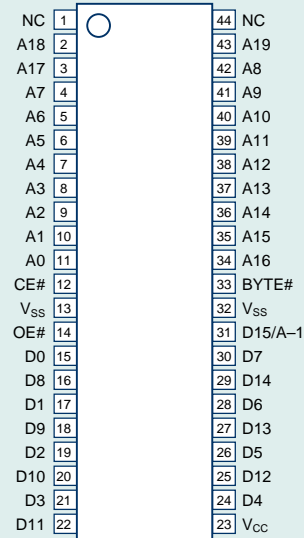 NC 1 44 NC
A18 2 43 A19
A17 3 42 A8
A7 4 41 A9
A6 5 40 A10
A5 6 39 A11
A4 7 38 A12
A3 8 37 A13
A2 9 36 A14
A1 10 35 A15
A0 11 34 A16
CE# 12 33 BYTE#
VSS 13 32 VSS
OE# 14 31 D15/A–1
D0 15 30 D7
D8 16 29 D14
D1 17 28 D6
D9 18 27 D13
D2 19 26 D5
D10 20 25 D12
D3 21 24 D4
D11 22 23 VCC